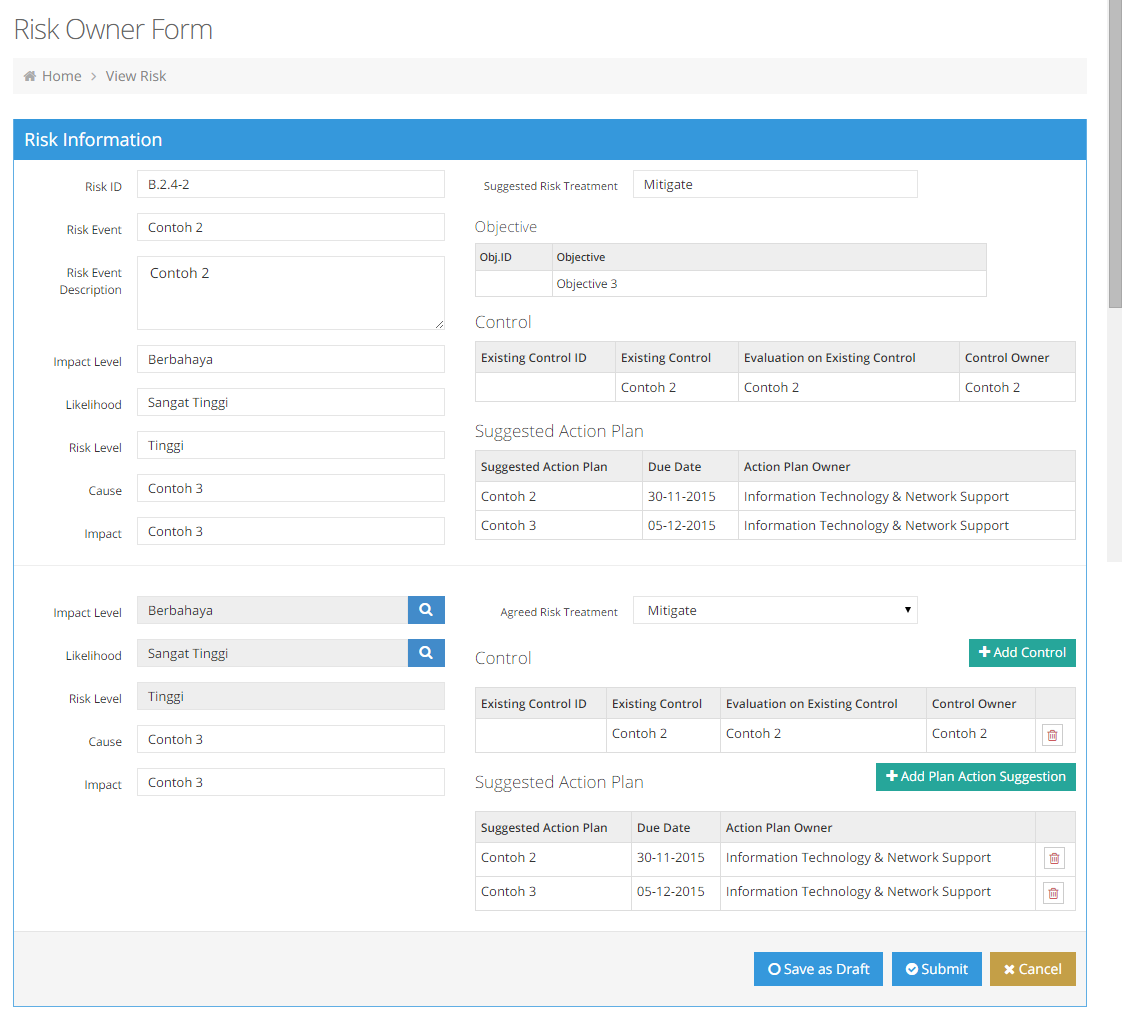 Risk Owner Form
Home > View Risk
Risk Information
Risk ID B.2.4-2
Risk Event Contoh 2
Risk Event
Description
Contoh 2
Impact Level Berbahaya
Likelihood Sangat Tinggi
Risk Level Tinggi
Cause Contoh 3
Impact Contoh 3
Suggested Risk Treatment Mitigate
Objective
Obj.ID Objective
Objective 3
Control
Existing Control ID Existing Control Evaluation on Existing Control Control Owner
Contoh 2 Contoh 2 Contoh 2
Suggested Action Plan
Suggested Action Plan Due Date Action Plan Owner
Contoh 2 30-11-2015 Information Technology & Network Support
Contoh 3 05-12-2015 Information Technology & Network Support
Impact Level Berbahaya
Likelihood Sangat Tinggi
Risk Level Tinggi
Cause Contoh 3
Impact Contoh 3
Agreed Risk Treatment Mitigate
Control Add Control
Existing Control ID Existing Control Evaluation on Existing Control Control Owner
Contoh 2 Contoh 2 Contoh 2
Suggested Action Plan Add Plan Action Suggestion
Suggested Action Plan Due Date Action Plan Owner
Contoh 2 30-11-2015 Information Technology & Network Support
Contoh 3 05-12-2015 Information Technology & Network Support
Save as Draft Submit Cancel